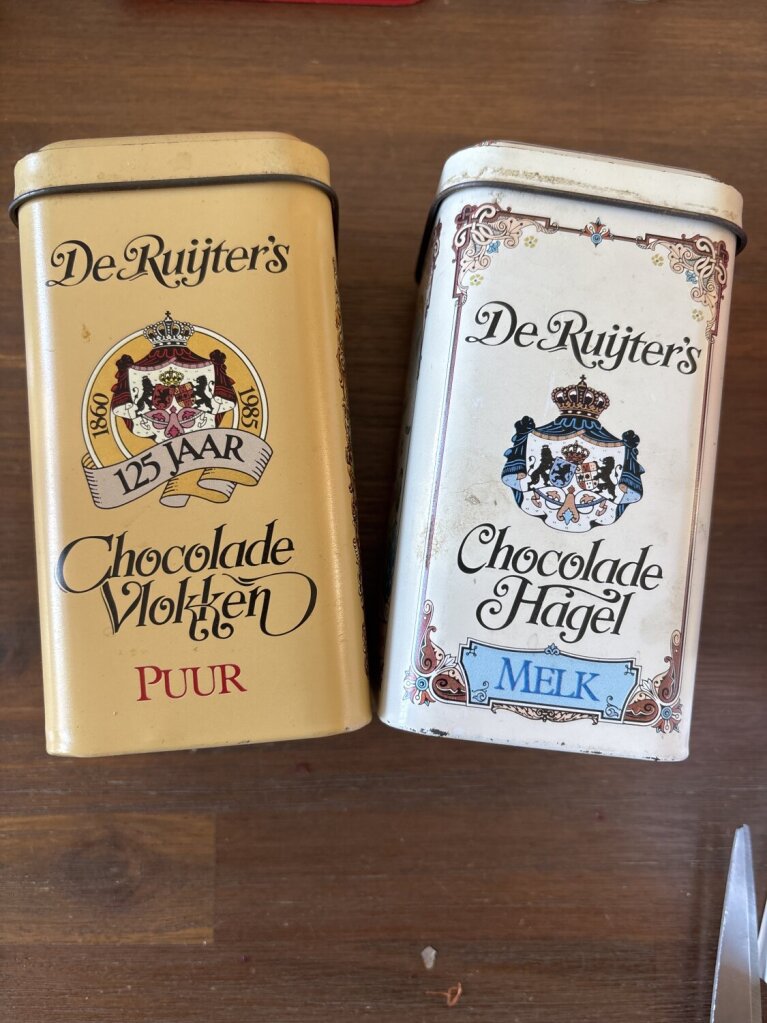 De Ruijter's
1860
1985
125 JAAR
Chocolade
Vlokken
PUUR
De Ruijter's
Chocolade
Hagel
MELK